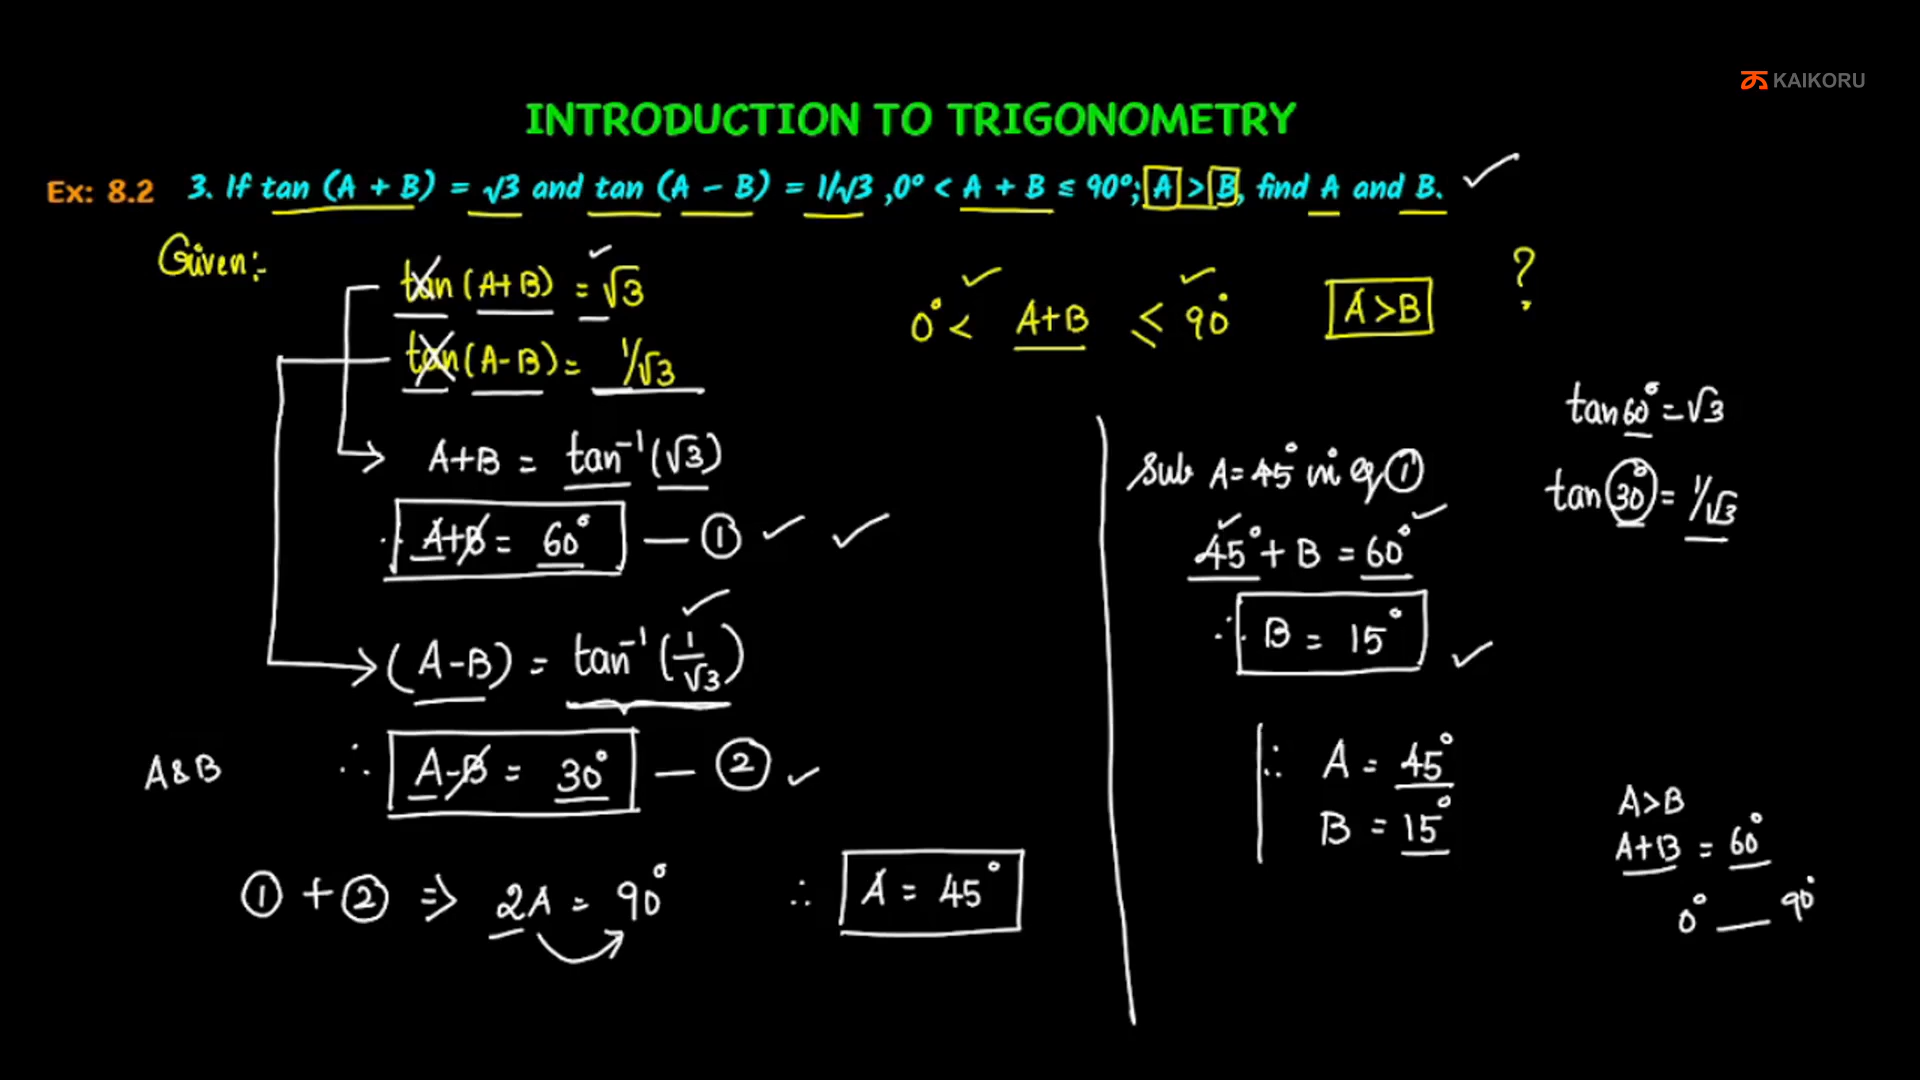 KAIKORU
INTRODUCTION TO TRIGONOMETRY
Ex: 8.2 3. If tan (A + B) = √3 and tan (A − B) = 1/√3 ,0° < A + B ≤ 90°; A > B, find A and B.
Given:-
tan (A+B) = √3
tan (A-B) = 1/√3
0° < A+B ≤ 90° A>B ?
A+B = tan⁻¹(√3)
∴ A+B = 60° — ①
(A-B) = tan⁻¹(1/√3)
A&B ∴ A-B = 30° — ②
① + ② ⇒ 2A = 90° ∴ A = 45°
Sub A = 45° in eq ①
45° + B = 60°
∴ B = 15°
∴ A = 45°
B = 15°
tan 60° = √3
tan 30° = 1/√3
A>B
A+B = 60°
0° — 90°